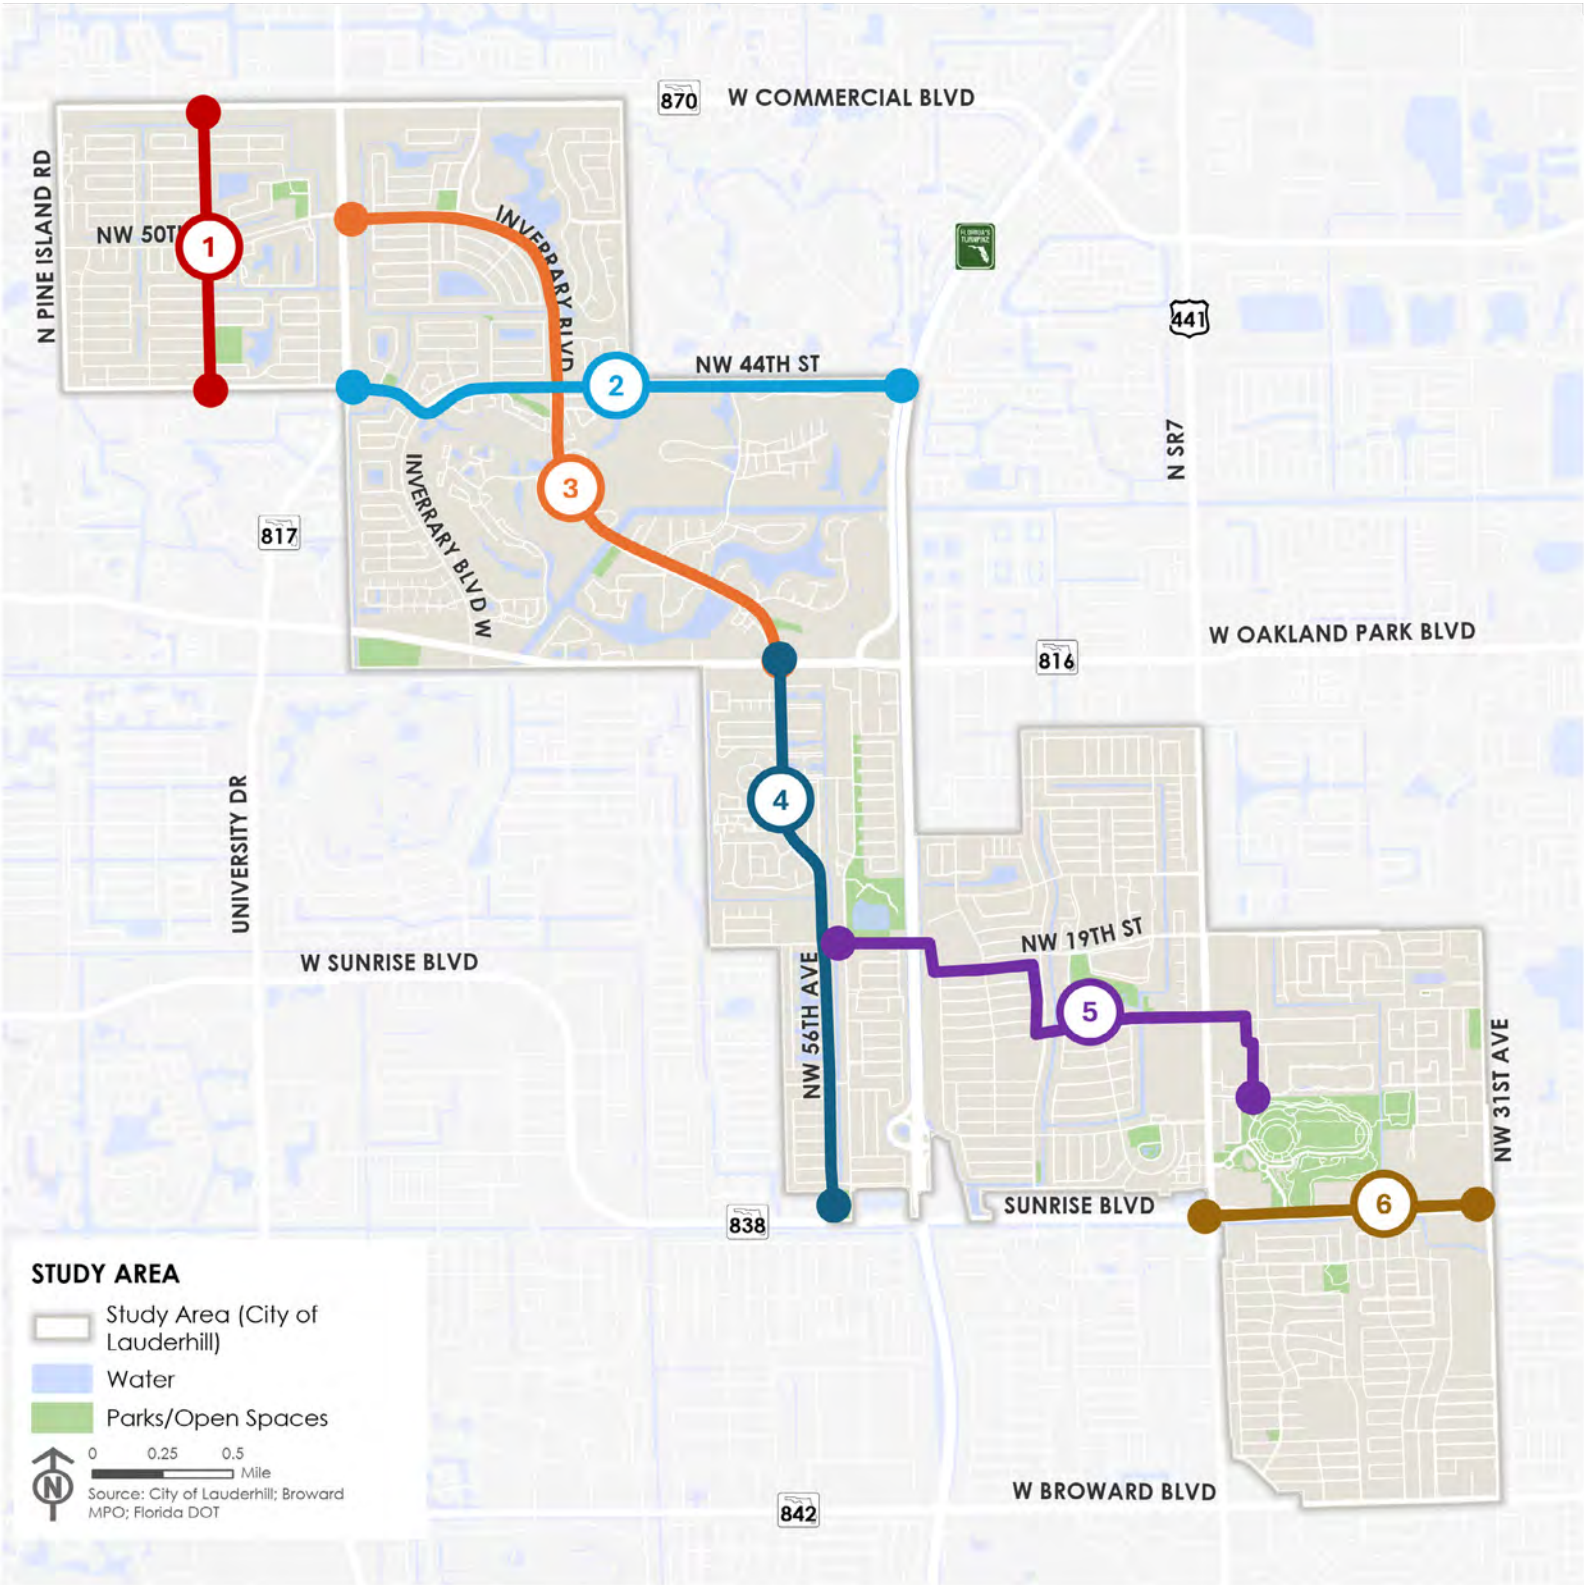 870 W COMMERCIAL BLVD
N PINE ISLAND RD
NW 50T
1
INVERRARY BLVD
FLORIDA'S
TURNPIKE
441
NW 44TH ST
2
N SR7
3
INVERRARY BLVD W
817
W OAKLAND PARK BLVD
816
UNIVERSITY DR
4
W SUNRISE BLVD
NW 19TH ST
NW 56TH AVE
5
NW 31ST AVE
SUNRISE BLVD
6
838
STUDY AREA
Study Area (City of
Lauderhill)
Water
Parks/Open Spaces
0 0.25 0.5
Mile
N
Source: City of Lauderhill; Broward
MPO; Florida DOT
W BROWARD BLVD
842